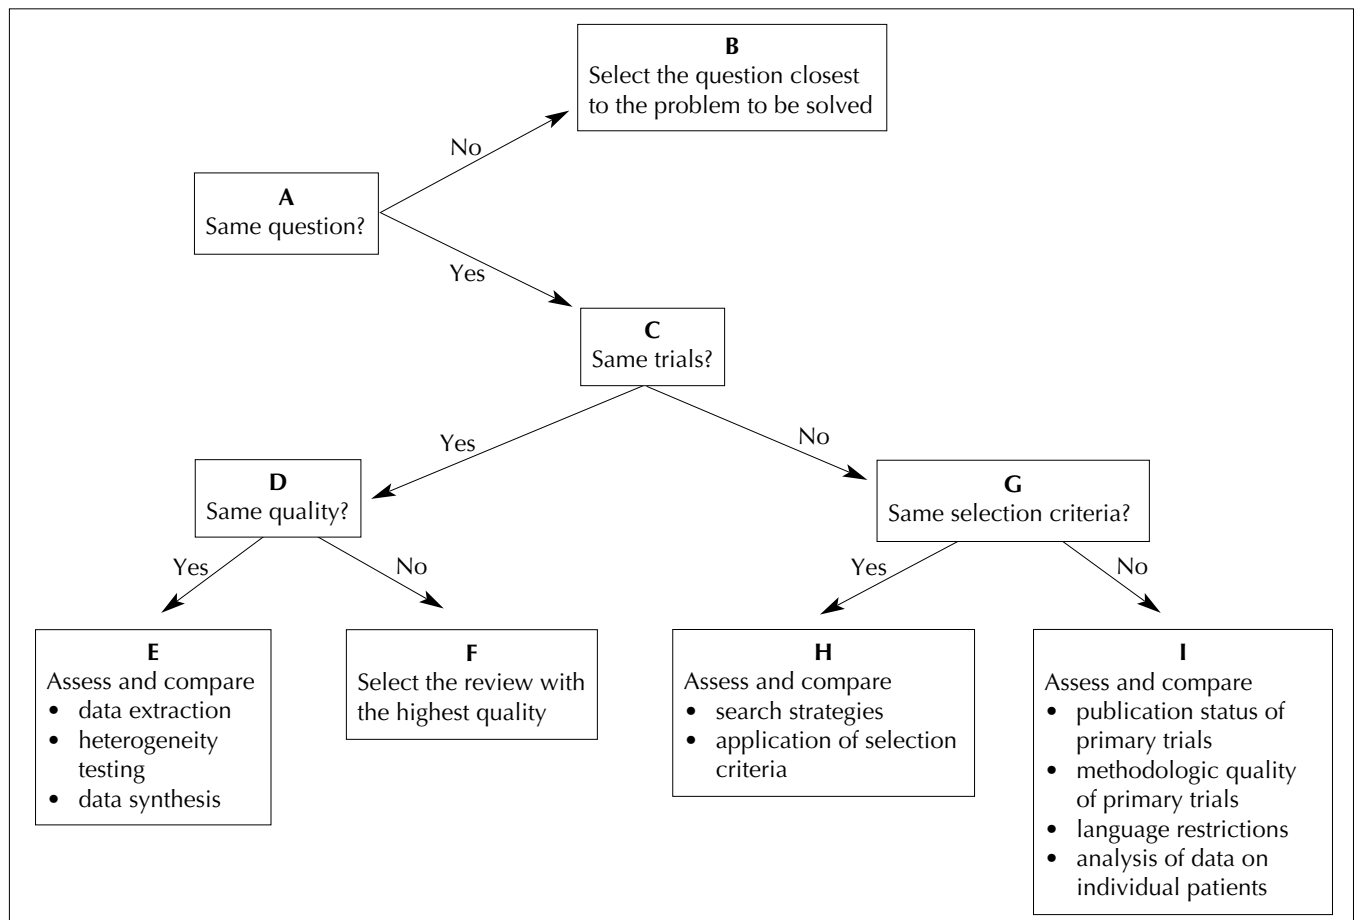 B
Select the question closest
to the problem to be solved
No
A
Same question?
Yes
C
Same trials?
Yes
No
D
Same quality?
G
Same selection criteria?
Yes
No
Yes
No
E
Assess and compare
• data extraction
• heterogeneity
testing
• data synthesis
F
Select the review with
the highest quality
H
Assess and compare
• search strategies
• application of selection
criteria
I
Assess and compare
• publication status of
primary trials
• methodologic quality
of primary trials
• language restrictions
• analysis of data on
individual patients